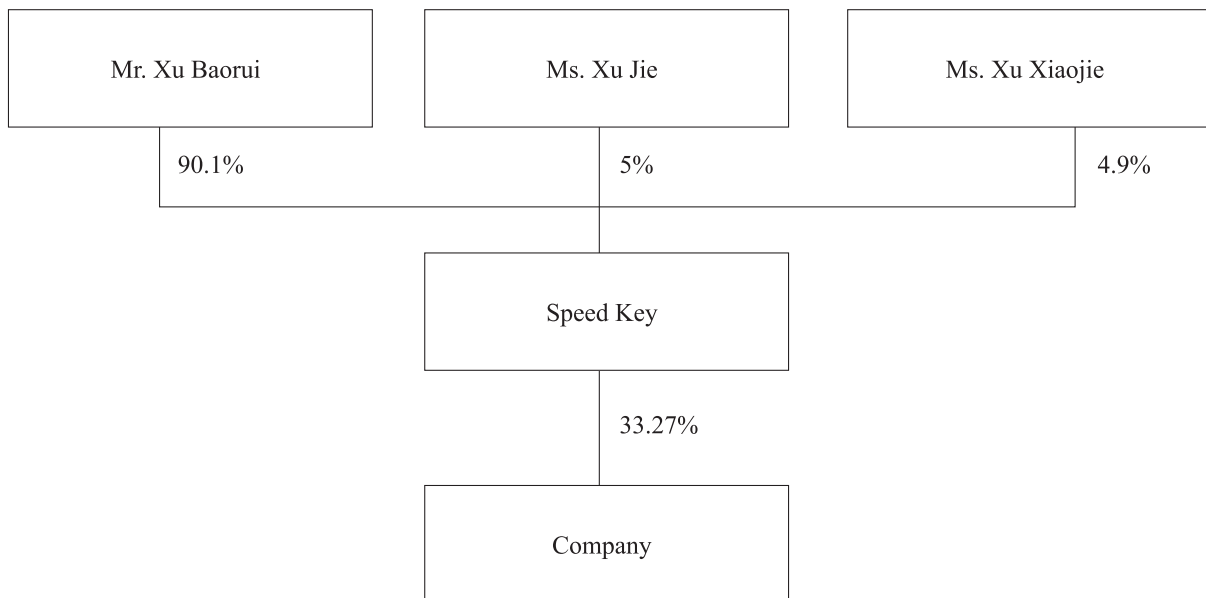 Mr. Xu Baorui
Ms. Xu Jie
Ms. Xu Xiaojie
90.1%
5%
4.9%
Speed Key
33.27%
Company